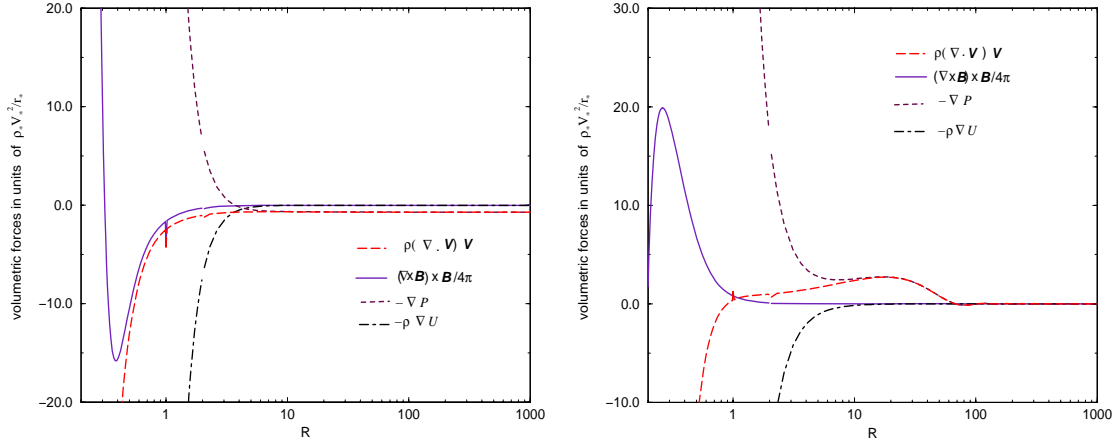 volumetric forces in units of ρ*V*²/r*
20.0
10.0
0.0
−10.0
−20.0
1
10
100
1000
R
ρ( ∇ . V) V
(∇×B) × B/4π
− ∇ P
−ρ ∇ U
volumetric forces in units of ρ*V*²/r*
30.0
20.0
10.0
0.0
−10.0
1
10
100
1000
R
ρ( ∇ . V ) V
(∇×B) × B/4π
− ∇ P
−ρ ∇ U